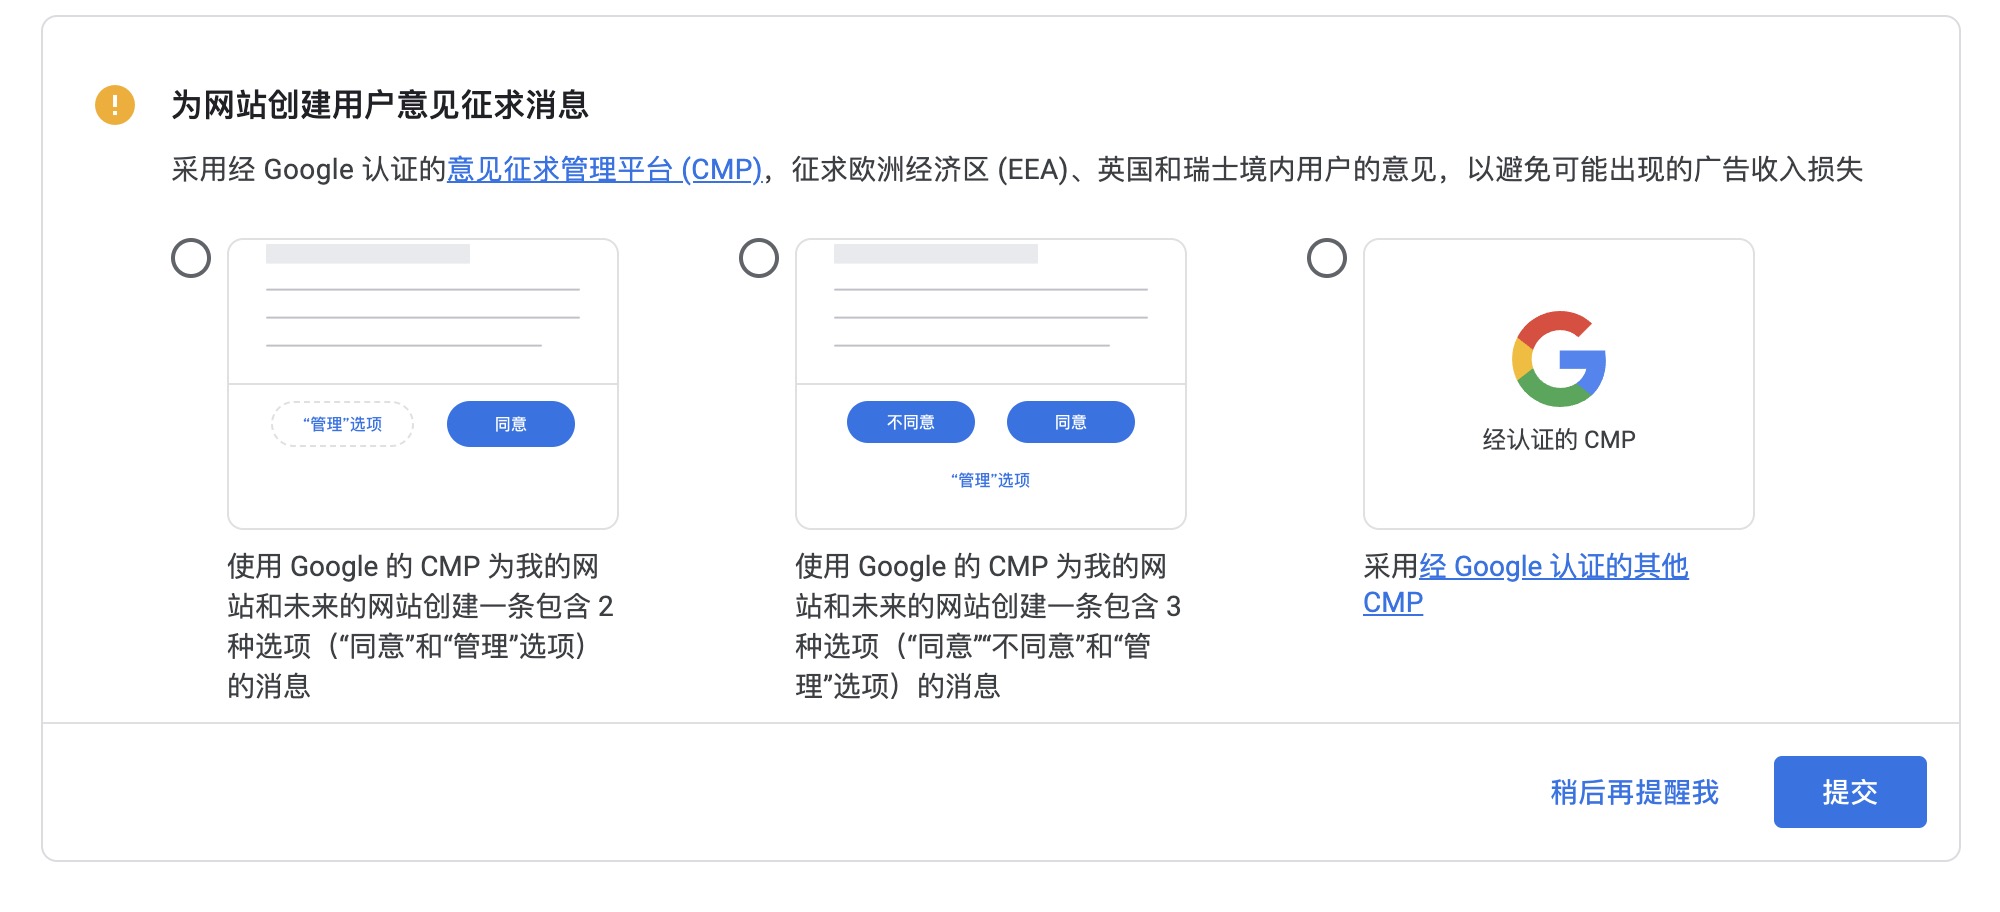 为网站创建用户意见征求消息
采用经 Google 认证的意见征求管理平台 (CMP)，征求欧洲经济区 (EEA)、英国和瑞士境内用户的意见，以避免可能出现的广告收入损失
“管理”选项
同意
使用 Google 的 CMP 为我的网
站和未来的网站创建一条包含 2
种选项（“同意”和“管理”选项）
的消息
不同意
同意
“管理”选项
使用 Google 的 CMP 为我的网
站和未来的网站创建一条包含 3
种选项（“同意”“不同意”和“管
理”选项）的消息
经认证的 CMP
采用经 Google 认证的其他
CMP
稍后再提醒我
提交